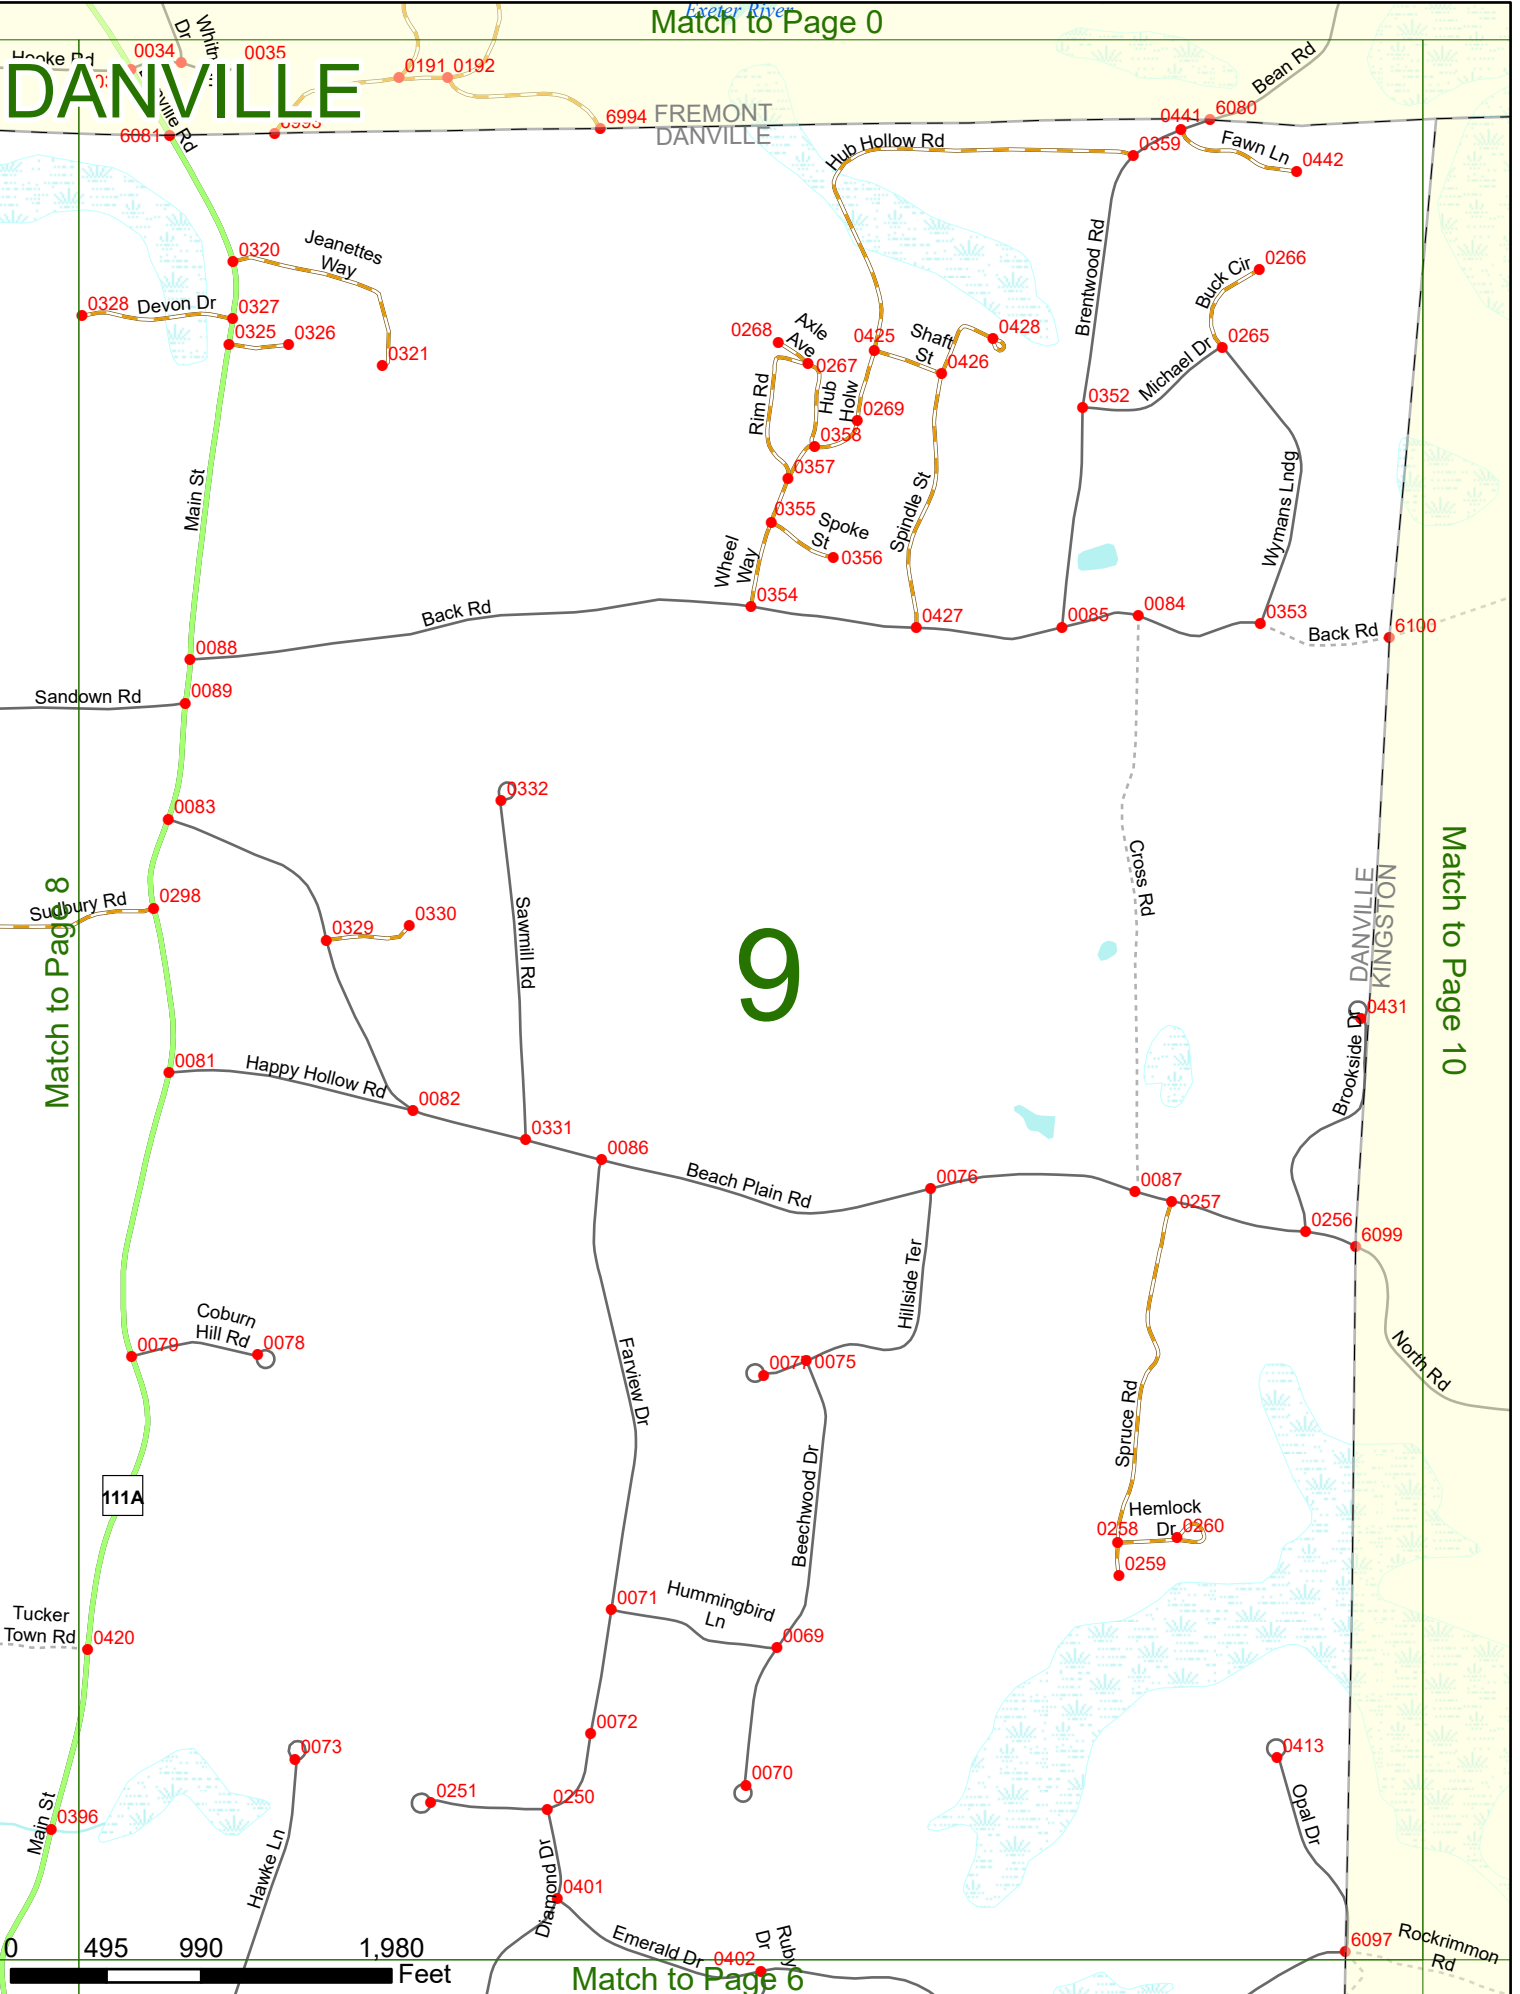 Exeter River
Match to Page 0
Hooke Rd
Dr
0034
0035
DANVILLE
0191
0192
Bean Rd
6994
FREMONT
DANVILLE
6081
0441
6080
0359
Fawn Ln
0442
Hub Hollow Rd
0320
Jeanettes
Way
0328
Devon Dr
0327
0325
0326
0321
Brentwood Rd
Buck Cir
0266
0265
Michael Dr
0352
0268
Axle
Ave
0267
0425
Shaft
St
0428
0426
Rim Rd
Hub
Holw
0269
0358
0357
0355
Spoke
St
0356
Spindle St
Wymans Lndg
Main St
Wheel
Way
0354
0427
0085
0084
0353
Back Rd
6100
Back Rd
0088
Sandown Rd
0089
0332
0083
Sawmill Rd
Cross Rd
Match to Page 8
Sudbury Rd
0298
0329
0330
9
DANVILLE
KINGSTON
Match to Page 10
0431
Brookside Dr
0081
Happy Hollow Rd
0082
0331
0086
Beach Plain Rd
0076
0087
0257
0256
6099
Hillside Ter
Coburn
Hill Rd
0079
0078
Farview Dr
0075
North Rd
Spruce Rd
Beechwood Dr
111A
Hemlock
Dr
0258
0260
0259
Tucker
Town Rd
0420
0071
Hummingbird
Ln
0069
0072
0073
0070
0413
0251
0250
Opal Dr
Main St
0396
Hawke Ln
Diamond Dr
0401
Emerald Dr
0402
Ruby
Dr
6097
Rockrimmon
Rd
0 495 990 1,980
Feet
Match to Page 6